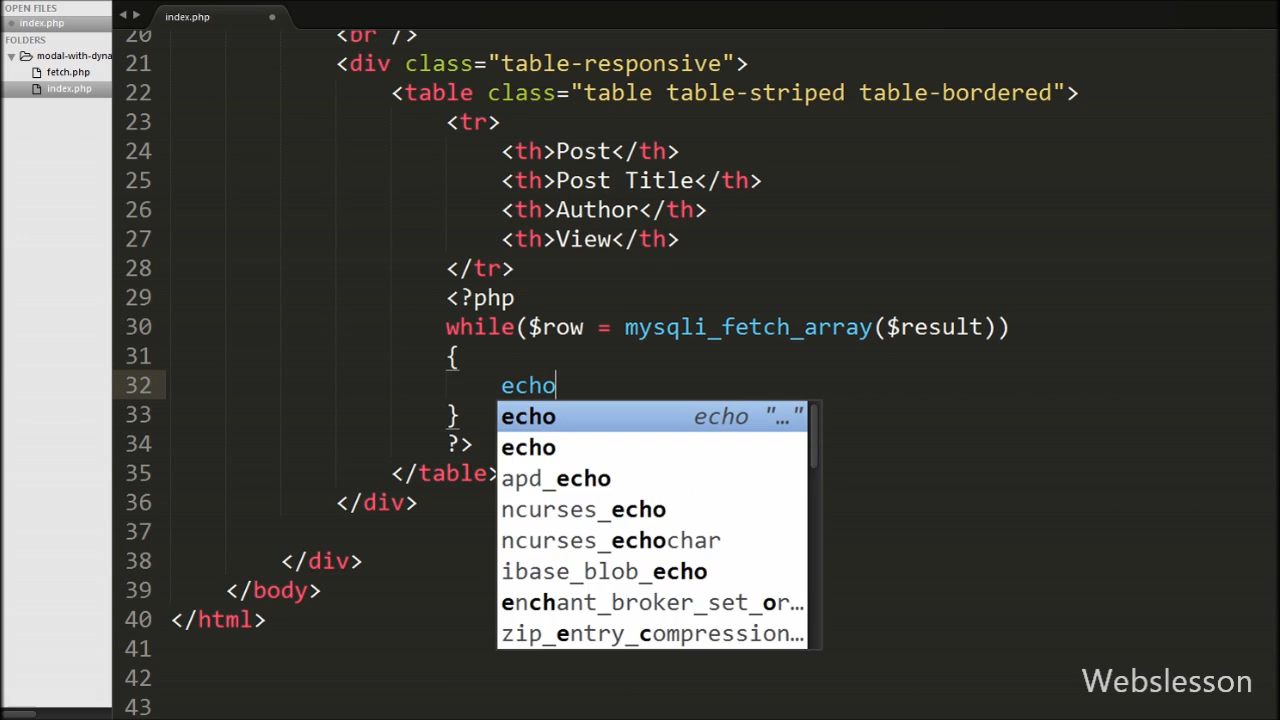 OPEN FILES
index.php
FOLDERS
modal-with-dyna
fetch.php
index.php
index.php
20 <br />
21 <div class="table-responsive">
22 <table class="table table-striped table-bordered">
23 <tr>
24 <th>Post</th>
25 <th>Post Title</th>
26 <th>Author</th>
27 <th>View</th>
28 </tr>
29 <?php
30 while($row = mysqli_fetch_array($result))
31 {
32 echo
33 }
34 ?>
35 </table>
36 </div>
37
38 </div>
39 </body>
40 </html>
41
42
43
echo echo "…"
echo
apd_echo
ncurses_echo
ncurses_echochar
ibase_blob_echo
enchant_broker_set_or…
zip_entry_compression…
Webslesson